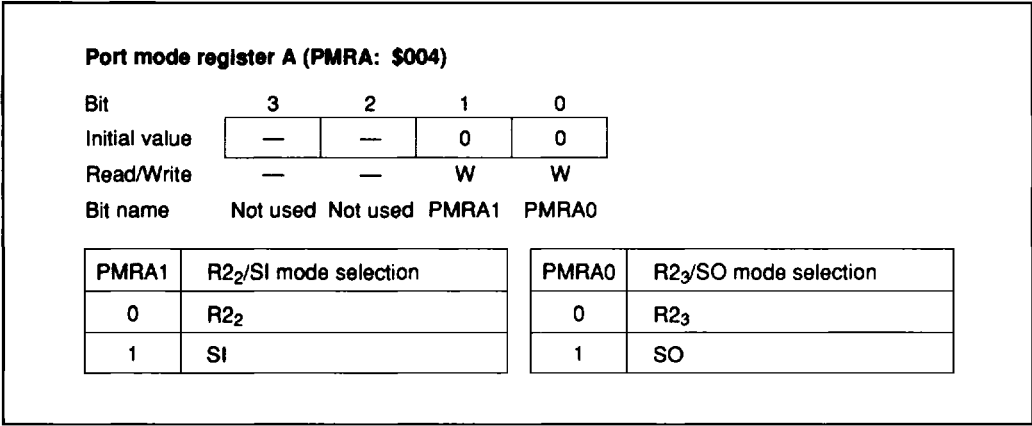 Port mode register A (PMRA: $004)
Bit 3 2 1 0
Initial value — — 0 0
Read/Write — — W W
Bit name Not used Not used PMRA1 PMRA0
PMRA1 R2₂/SI mode selection PMRA0 R2₃/SO mode selection
0 R2₂ 0 R2₃
1 SI 1 SO